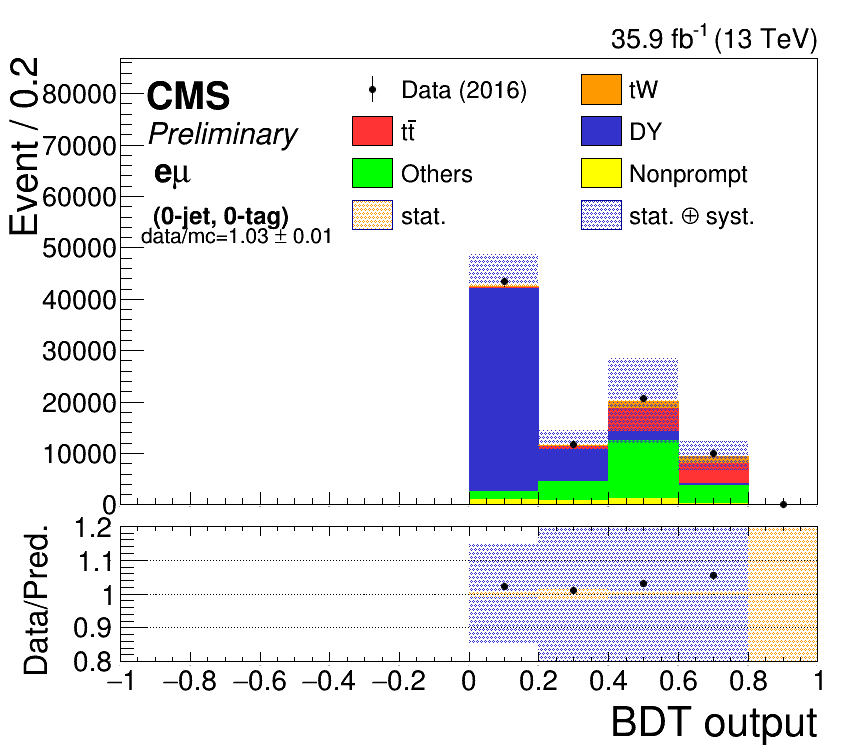 35.9 fb⁻¹ (13 TeV)
Event / 0.2
80000
70000
60000
50000
40000
30000
20000
10000
0
CMS
Preliminary
eμ
(0-jet, 0-tag)
data/mc=1.03 ± 0.01
Data (2016)
tW
tt̄
DY
Others
Nonprompt
stat.
stat. ⊕ syst.
Data/Pred.
1.2
1.1
1
0.9
0.8
−1 −0.8 −0.6 −0.4 −0.2 0 0.2 0.4 0.6 0.8 1
BDT output